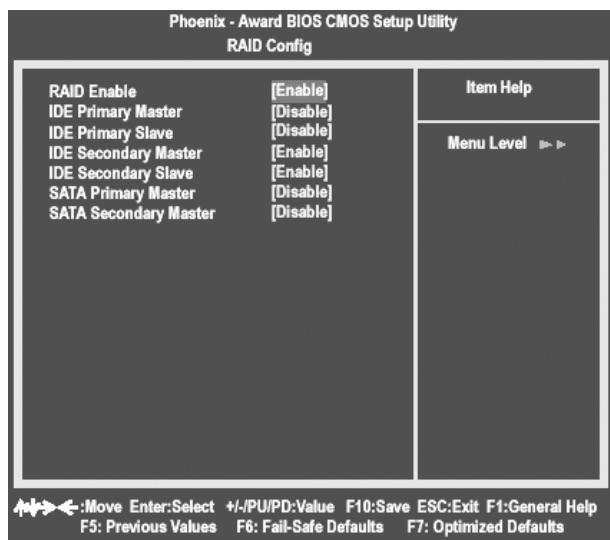 Phoenix - Award BIOS CMOS Setup Utility
RAID Config
RAID Enable [Enable]
IDE Primary Master [Disable]
IDE Primary Slave [Disable]
IDE Secondary Master [Enable]
IDE Secondary Slave [Enable]
SATA Primary Master [Disable]
SATA Secondary Master [Disable]
Item Help
Menu Level
:Move Enter:Select +/-/PU/PD:Value F10:Save ESC:Exit F1:General Help
F5: Previous Values F6: Fail-Safe Defaults F7: Optimized Defaults